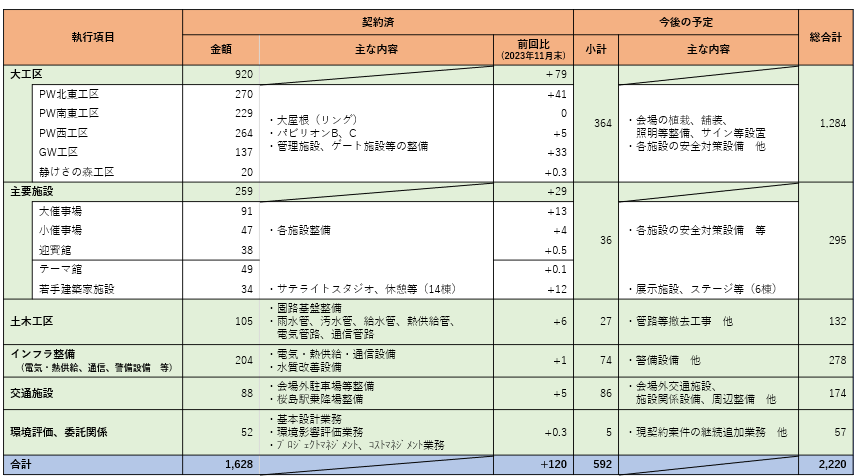 執行項目 契約済 今後の予定 総合計
金額 主な内容 前回比 小計 主な内容
(2023年11月末)
大工区 920 +79 364 1,284
PW北東工区 270 +41
PW南東工区 229 0
PW西工区 264 +5
GW工区 137 +33
静けさの森工区 20 +0.3
・大屋根（リング）
・パビリオンB、C
・管理施設、ゲート施設等の整備
・会場の植栽、舗装、
照明等整備、サイン等設置
・各施設の安全対策設備　他
主要施設 259 +29 36 295
大催事場 91 +13
小催事場 47 ・各施設整備 +4 ・各施設の安全対策設備　等
迎賓館 38 +0.5
テーマ館 49 +0.1
若手建築家施設 34 ・サテライトスタジオ、休憩等（14棟） +12 ・展示施設、ステージ等（6棟）
土木工区 105 +6 27 ・管路等撤去工事　他 132
・園路基盤整備
・雨水管、汚水管、給水管、熱供給管、
電気管路、通信管路
インフラ整備
（電気・熱供給、通信、警備設備　等）
204 +1 74 ・警備設備　他 278
・電気・熱供給・通信設備
・水質改善設備
交通施設 88 +5 86 174
・会場外駐車場等整備
・桜島駅乗降場整備
・会場外交通施設、
施設関係設備、周辺整備　他
環境評価、委託関係 52 +0.3 5 ・現契約案件の継続追加業務　他 57
・基本設計業務
・環境影響評価業務
・ﾌﾟﾛｼﾞｪｸﾄﾏﾈｼﾞﾒﾝﾄ、ｺｽﾄﾏﾈｼﾞﾒﾝﾄ業務
合計 1,628 +120 592 2,220